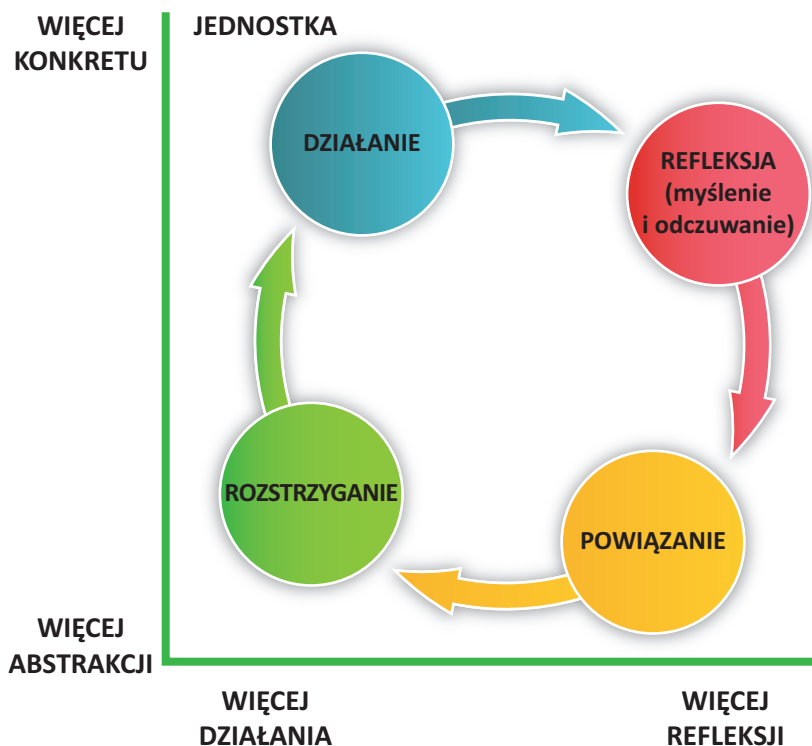 WIĘCEJ
KONKRETU
JEDNOSTKA
DZIAŁANIE
REFLEKSJA
(myślenie
i odczuwanie)
ROZSTRZYGANIE
POWIĄZANIE
WIĘCEJ
ABSTRAKCJI
WIĘCEJ
DZIAŁANIA
WIĘCEJ
REFLEKSJI